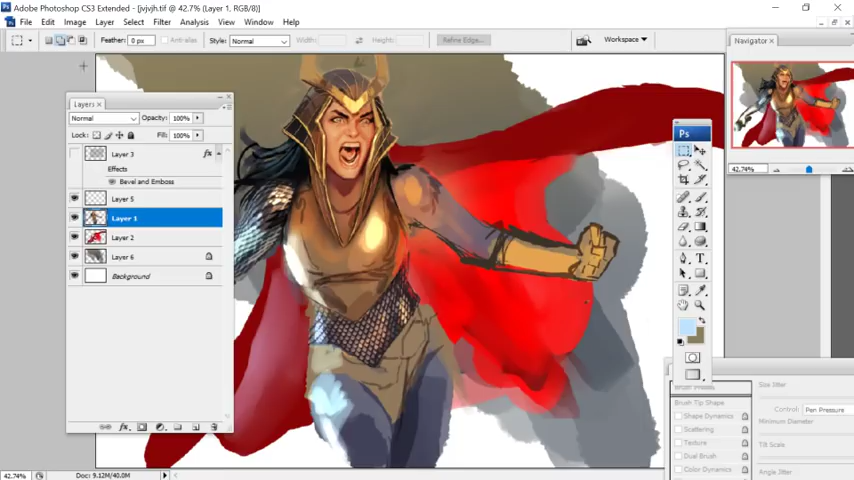 Adobe Photoshop CS3 Extended - [jvjvjh.tif @ 42.7% (Layer 1, RGB/8)]
File Edit Image Layer Select Filter Analysis View Window Help
Feather: 0 px Anti-alias Style: Normal Width: Height: Refine Edge... Workspace
Navigator
42.74%
Layers
Normal Opacity: 100%
Lock: Fill: 100%
Layer 3 fx
Effects
Bevel and Emboss
Layer 5
Layer 1
Layer 2
Layer 6
Background
Ps
Brush Presets
Brush Tip Shape
Shape Dynamics
Scattering
Texture
Dual Brush
Color Dynamics
Size Jitter
Control: Pen Pressure
Minimum Diameter
Tilt Scale
Angle Jitter
42.74% Doc: 9.12M/40.0M